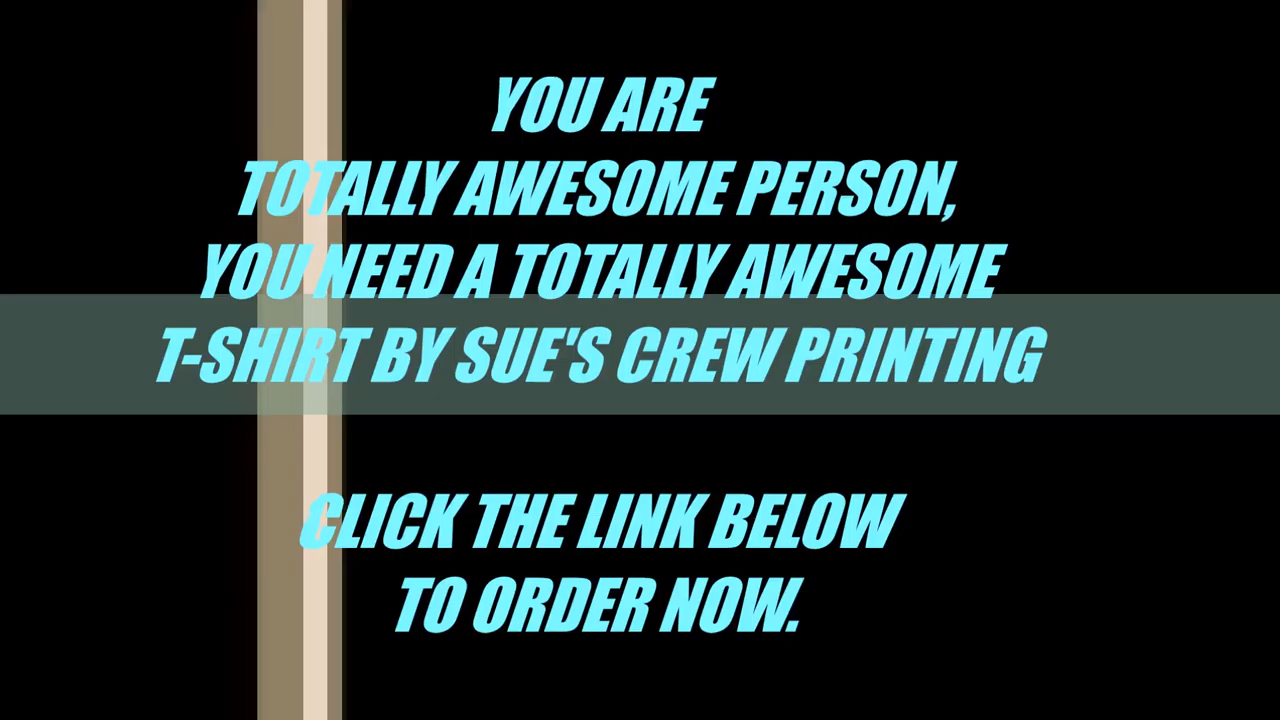 YOU ARE
TOTALLY AWESOME PERSON,
YOU NEED A TOTALLY AWESOME
T-SHIRT BY SUE'S CREW PRINTING
CLICK THE LINK BELOW
TO ORDER NOW.